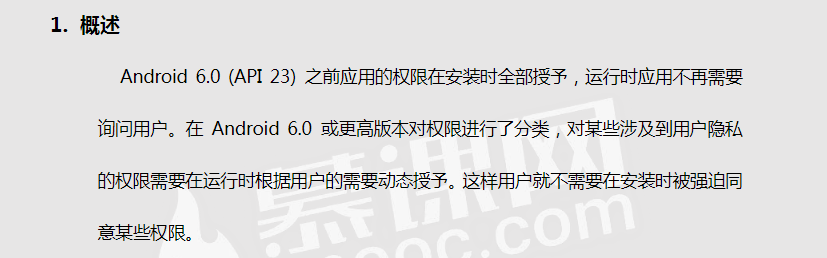 1. 概述
Android 6.0 (API 23) 之前应用的权限在安装时全部授予，运行时应用不再需要
询问用户。在 Android 6.0 或更高版本对权限进行了分类，对某些涉及到用户隐私
的权限需要在运行时根据用户的需要动态授予。这样用户就不需要在安装时被强迫同
意某些权限。
慕课网